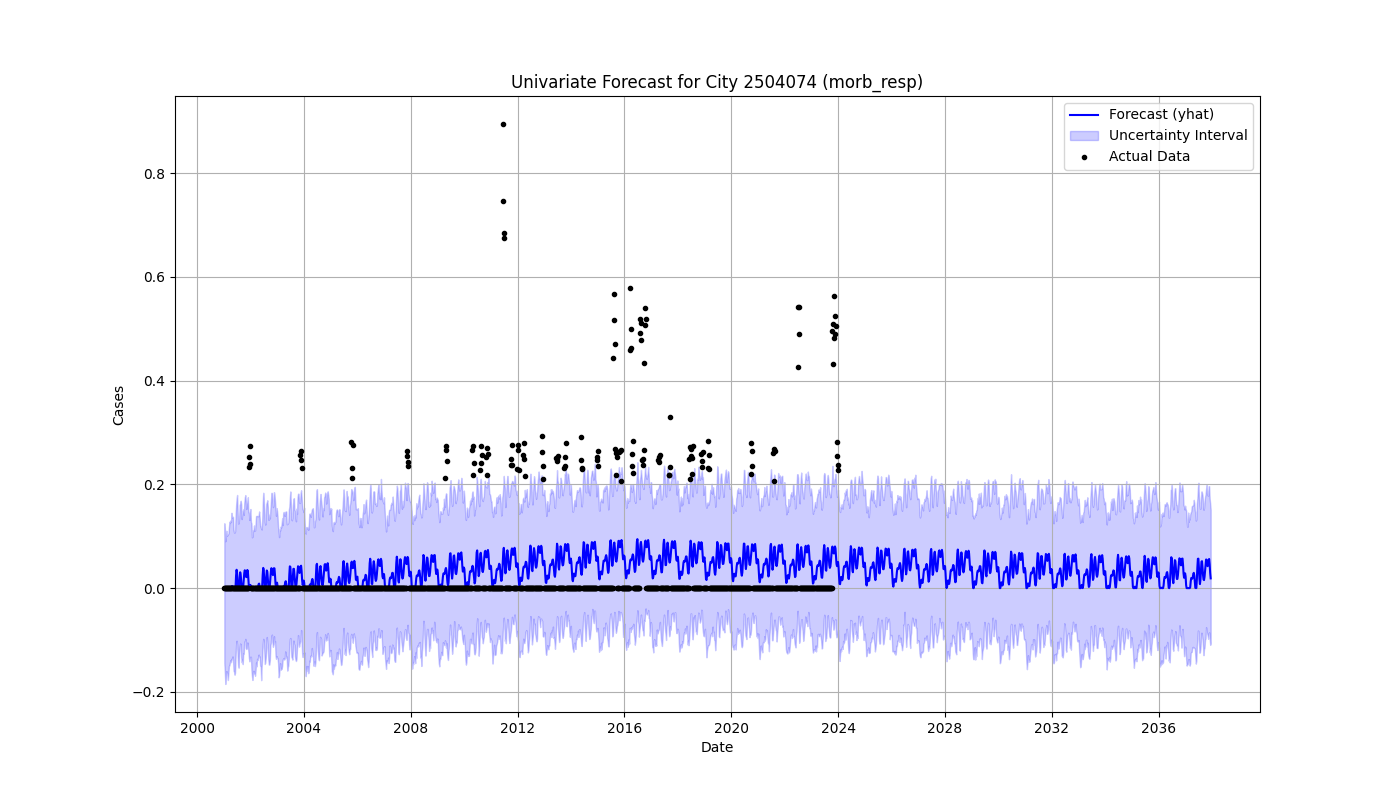 Univariate Forecast for City 2504074 (morb_resp)
Forecast (yhat)
Uncertainty Interval
Actual Data
Cases
0.8
0.6
0.4
0.2
0.0
−0.2
2000 2004 2008 2012 2016 2020 2024 2028 2032 2036
Date